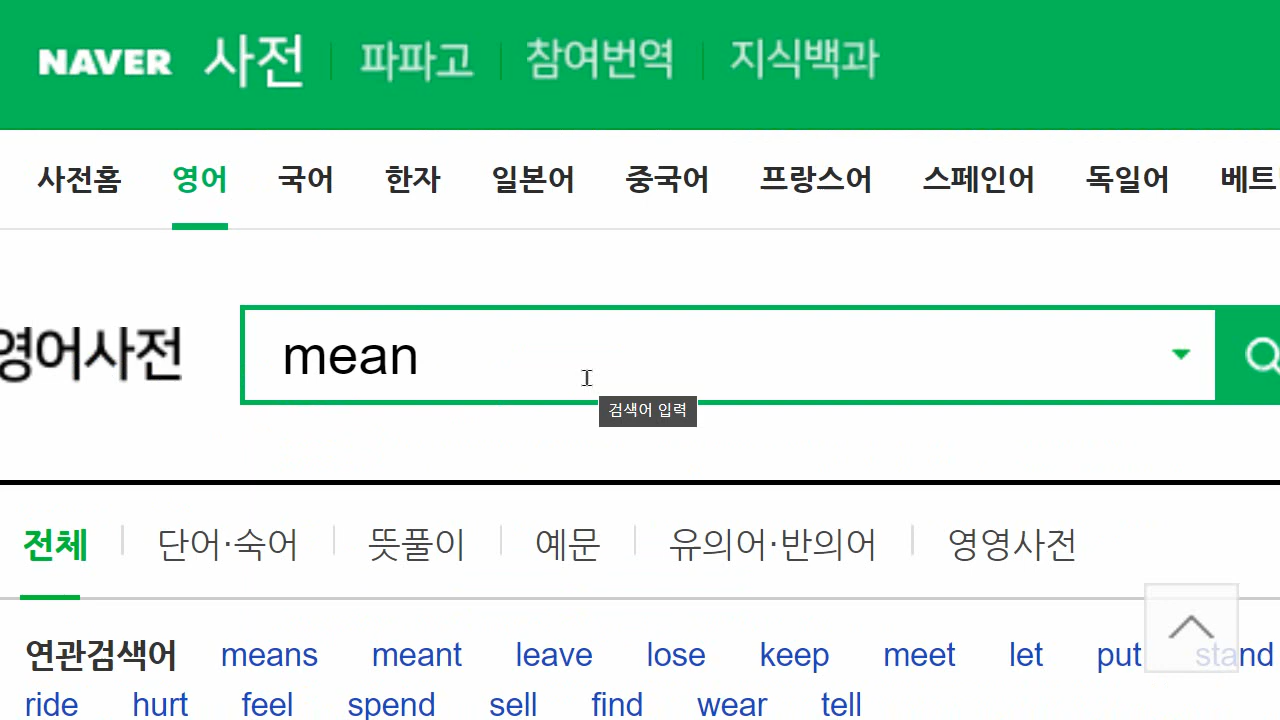 NAVER 사전 파파고 참여번역 지식백과
사전홈 영어 국어 한자 일본어 중국어 프랑스어 스페인어 독일어 베트
영어사전 mean
검색어 입력
전체 단어·숙어 뜻풀이 예문 유의어·반의어 영영사전
연관검색어 means meant leave lose keep meet let put stand
ride hurt feel spend sell find wear tell